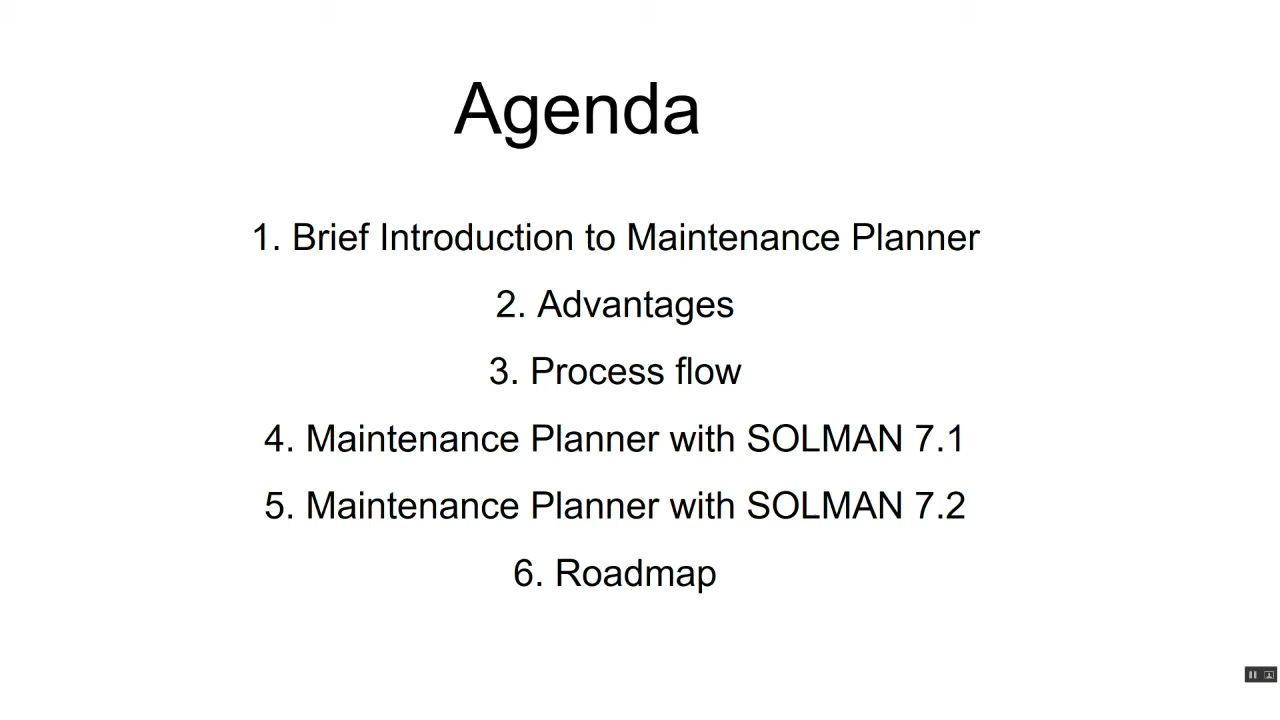 Agenda
1. Brief Introduction to Maintenance Planner
2. Advantages
3. Process flow
4. Maintenance Planner with SOLMAN 7.1
5. Maintenance Planner with SOLMAN 7.2
6. Roadmap